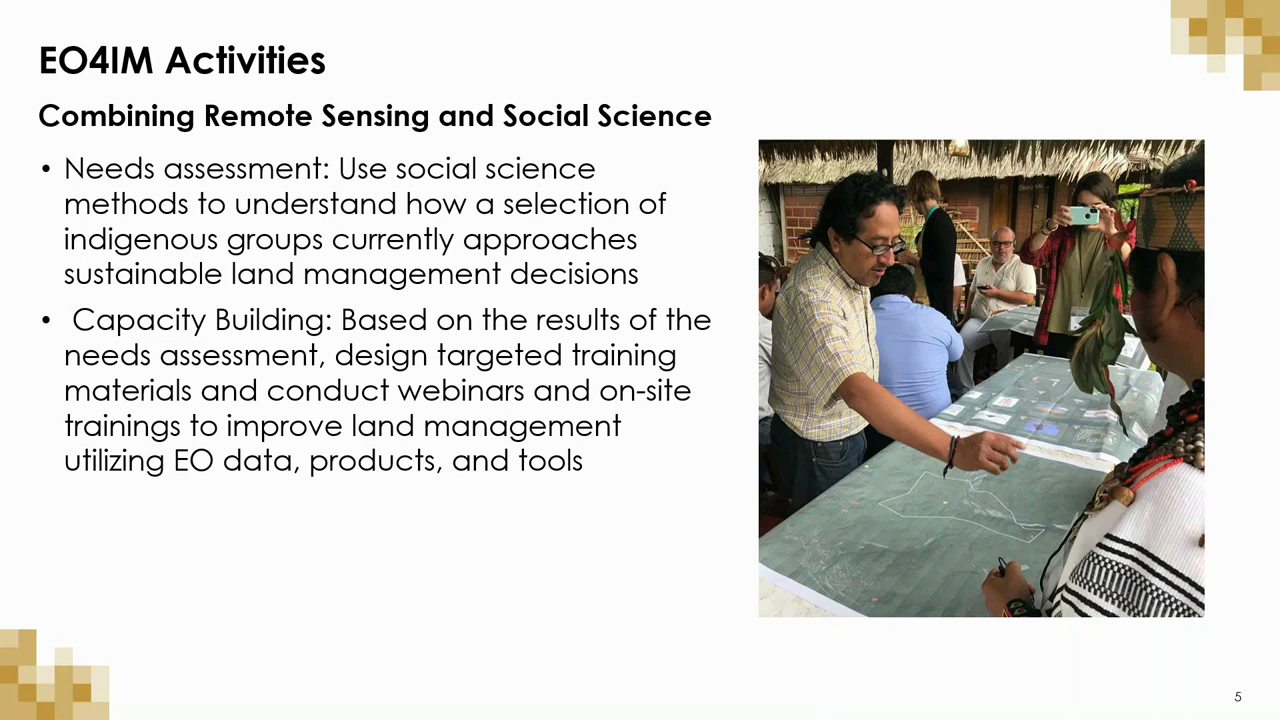 EO4IM Activities
Combining Remote Sensing and Social Science
• Needs assessment: Use social science
methods to understand how a selection of
indigenous groups currently approaches
sustainable land management decisions
• Capacity Building: Based on the results of the
needs assessment, design targeted training
materials and conduct webinars and on-site
trainings to improve land management
utilizing EO data, products, and tools
5